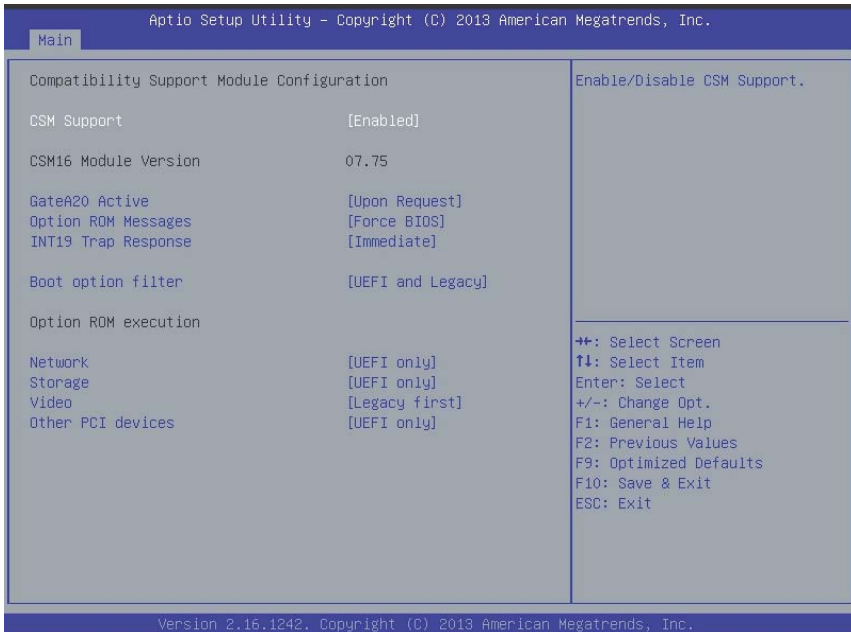 Aptio Setup Utility – Copyright (C) 2013 American Megatrends, Inc.
Main
Compatibility Support Module Configuration
CSM Support [Enabled]
CSM16 Module Version 07.75
GateA20 Active [Upon Request]
Option ROM Messages [Force BIOS]
INT19 Trap Response [Immediate]
Boot option filter [UEFI and Legacy]
Option ROM execution
Network [UEFI only]
Storage [UEFI only]
Video [Legacy first]
Other PCI devices [UEFI only]
Enable/Disable CSM Support.
→←: Select Screen
↑↓: Select Item
Enter: Select
+/-: Change Opt.
F1: General Help
F2: Previous Values
F9: Optimized Defaults
F10: Save & Exit
ESC: Exit
Version 2.16.1242. Copyright (C) 2013 American Megatrends, Inc.